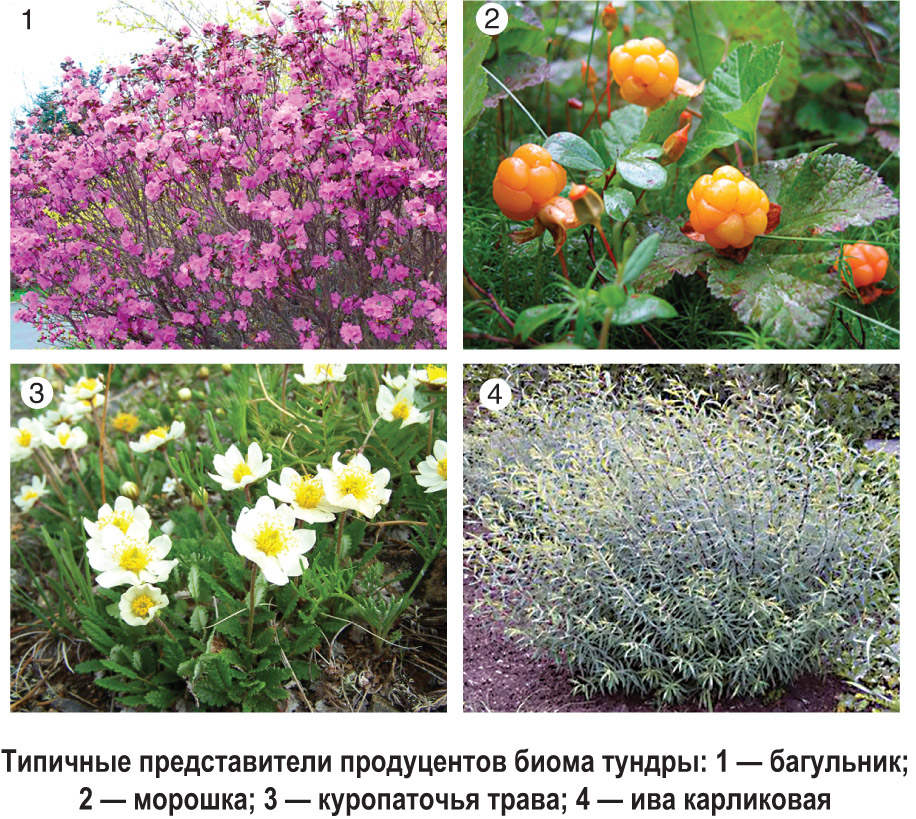 1
2
3
4
Типичные представители продуцентов биома тундры: 1 — багульник;
2 — морошка; 3 — куропаточья трава; 4 — ива карликовая